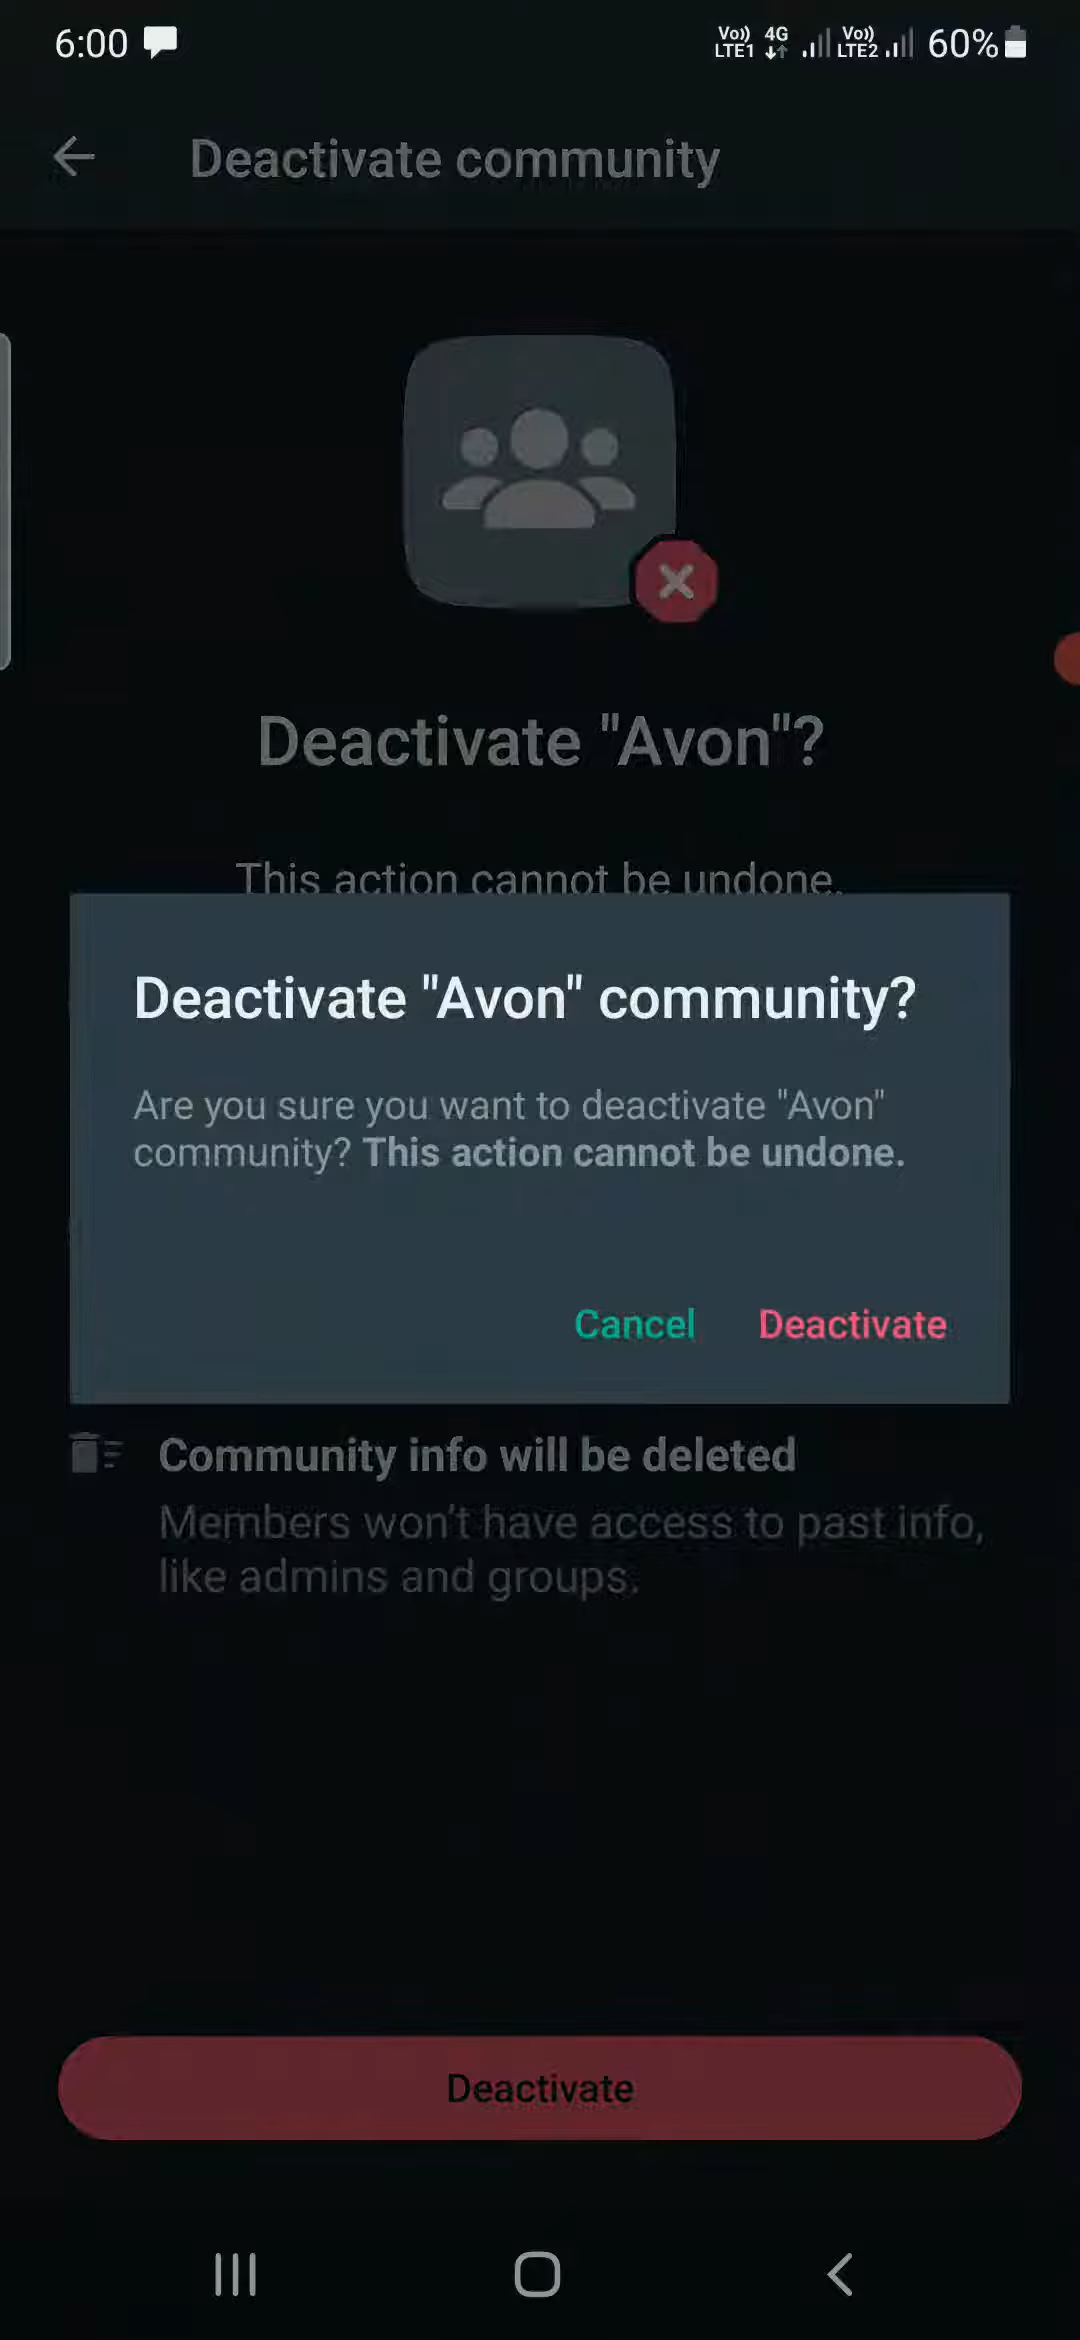 6:00
Vo)) LTE1 4G Vo)) LTE2 60%
Deactivate community
Deactivate "Avon"?
This action cannot be undone.
Deactivate "Avon" community?
Are you sure you want to deactivate "Avon"
community? This action cannot be undone.
Cancel Deactivate
Community info will be deleted
Members won't have access to past info,
like admins and groups.
Deactivate